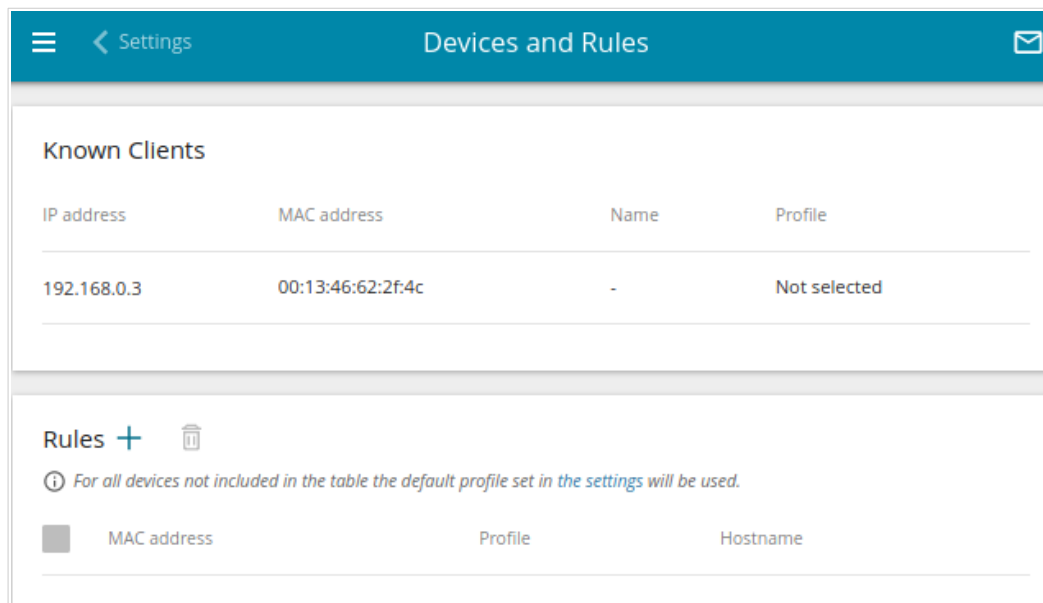 Settings
Devices and Rules
Known Clients
IP address MAC address Name Profile
192.168.0.3 00:13:46:62:2f:4c - Not selected
Rules
For all devices not included in the table the default profile set in the settings will be used.
MAC address Profile Hostname